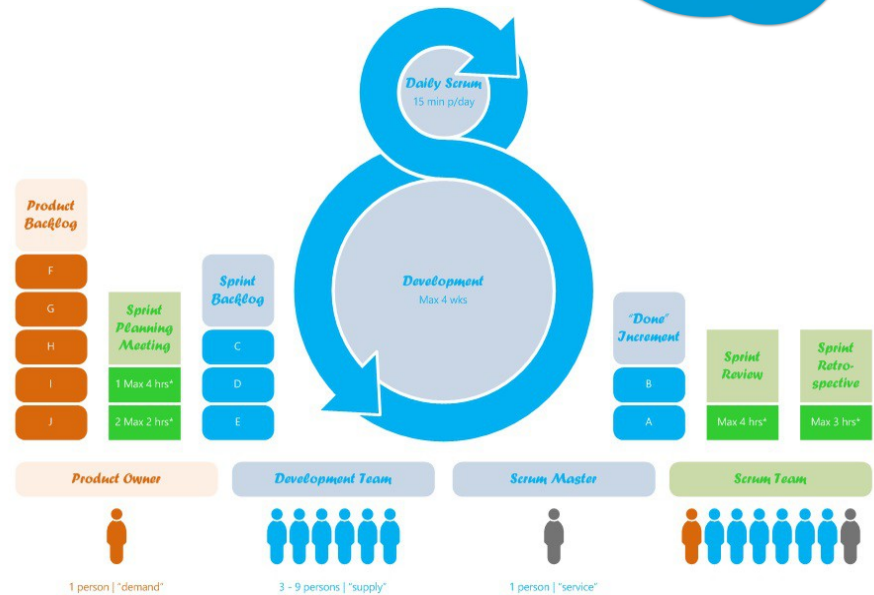 Daily Scrum
15 min p/day
Product
Backlog
F
G
H
I
J
Sprint
Planning
Meeting
1 Max 4 hrs*
2 Max 2 hrs*
Sprint
Backlog
C
D
E
Development
Max 4 wks
"Done"
Increment
B
A
Sprint
Review
Max 4 hrs*
Sprint
Retro-
spective
Max 3 hrs*
Product Owner
Development Team
Scrum Master
Scrum Team
1 person | "demand"
3 - 9 persons | "supply"
1 person | "service"